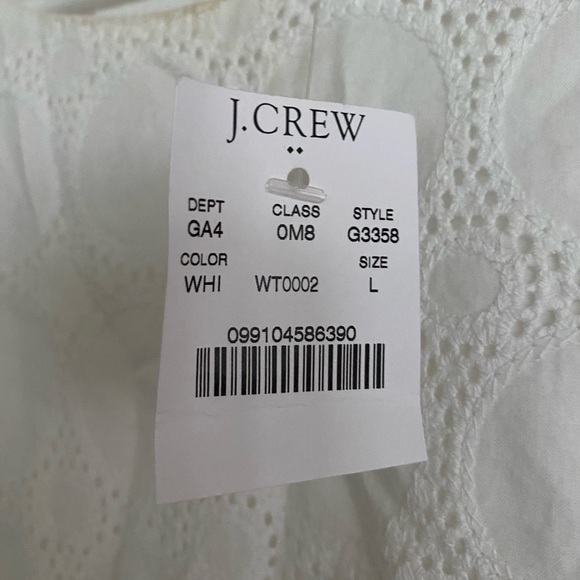 J.CREW
DEPT CLASS STYLE
GA4 0M8 G3358
COLOR SIZE
WHI WT0002 L
099104586390